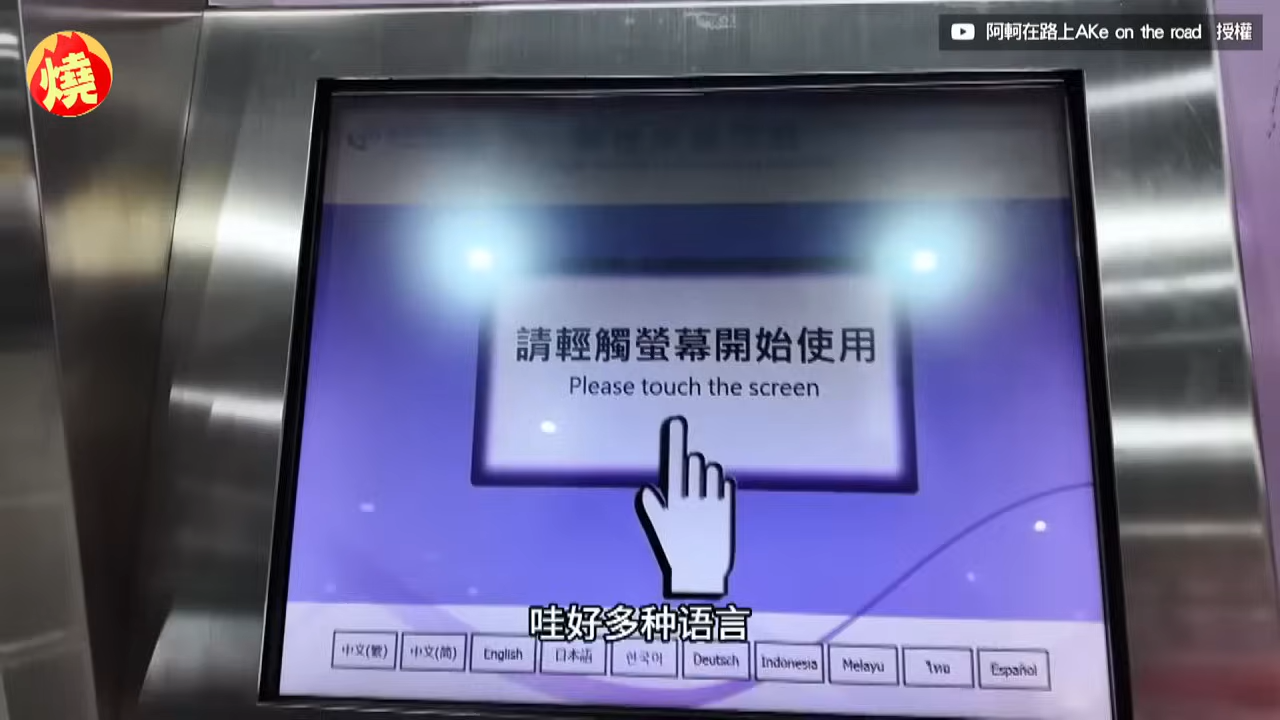 燒
阿軻在路上AKe on the road 授權
請輕觸螢幕開始使用
Please touch the screen
哇好多种语言
中文(繁) 中文(简) English 日本語 한국어 Deutsch Indonesia Melayu ไทย Español